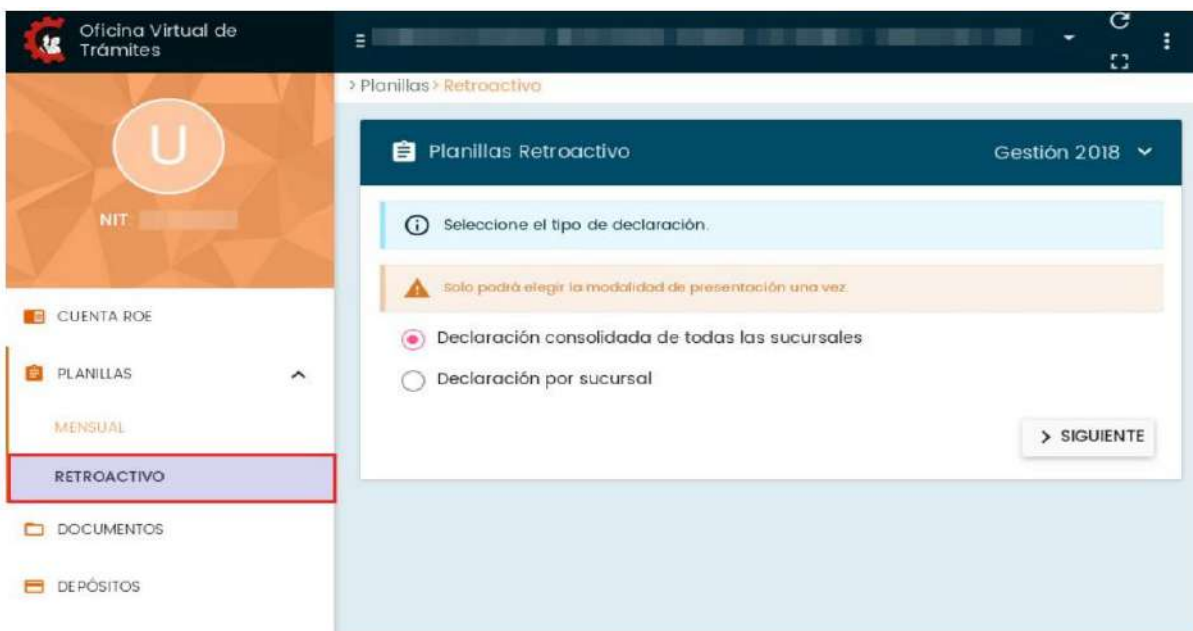 Oficina Virtual de
Trámites
> Planillas > Retroactivo
U
NIT:
Planillas Retroactivo
Gestión 2018
Seleccione el tipo de declaración.
Solo podrá elegir la modalidad de presentación una vez
Declaración consolidada de todas las sucursales
Declaración por sucursal
> SIGUIENTE
CUENTA ROE
PLANILLAS
MENSUAL
RETROACTIVO
DOCUMENTOS
DEPÓSITOS